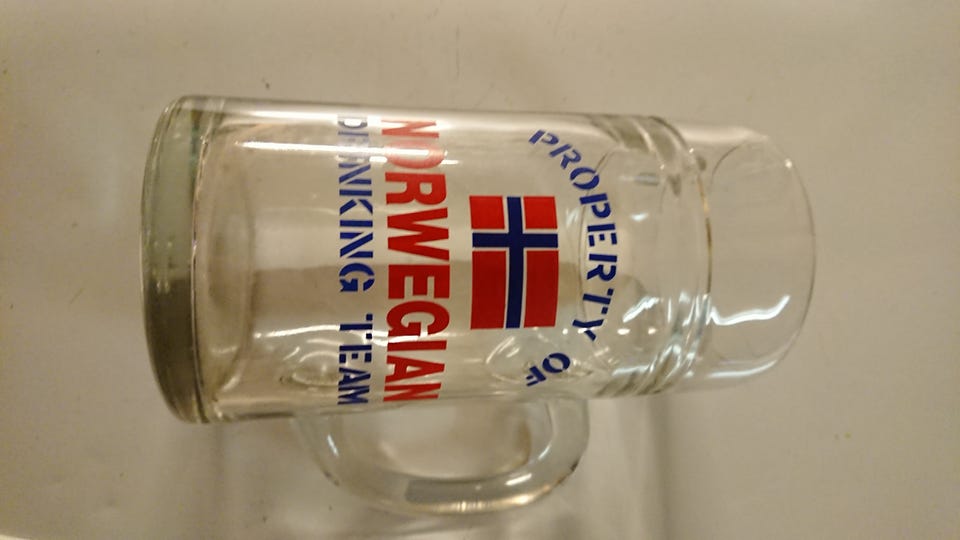 PROPERTY OF
NORWEGIAN
DRINKING TEAM